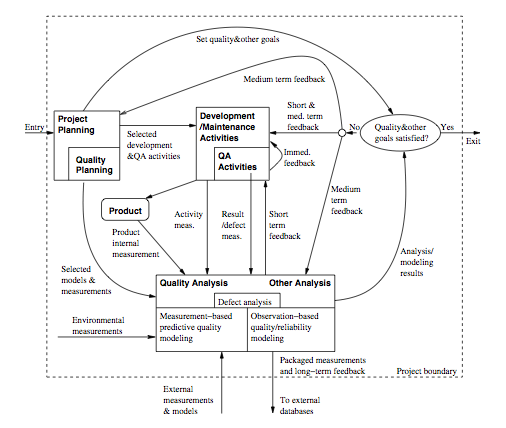 Set quality&other goals
Medium term feedback
Entry
Project
Planning
Quality
Planning
Selected
development
&QA activities
Development
/Maintenance
Activities
QA
Activities
Short &
med. term
feedback
Immed.
feedback
No
Quality&other
goals satisfied?
Yes
Exit
Product
Product
internal
measurement
Activity
meas.
Result
/defect
meas.
Short
term
feedback
Medium
term
feedback
Selected
models &
measurements
Analysis/
modeling
results
Quality Analysis
Other Analysis
Defect analysis
Measurement−based
predictive quality
modeling
Observation−based
quality/reliability
modeling
Environmental
measurements
Packaged measurements
and long−term feedback
Project boundary
External
measurements
& models
To external
databases